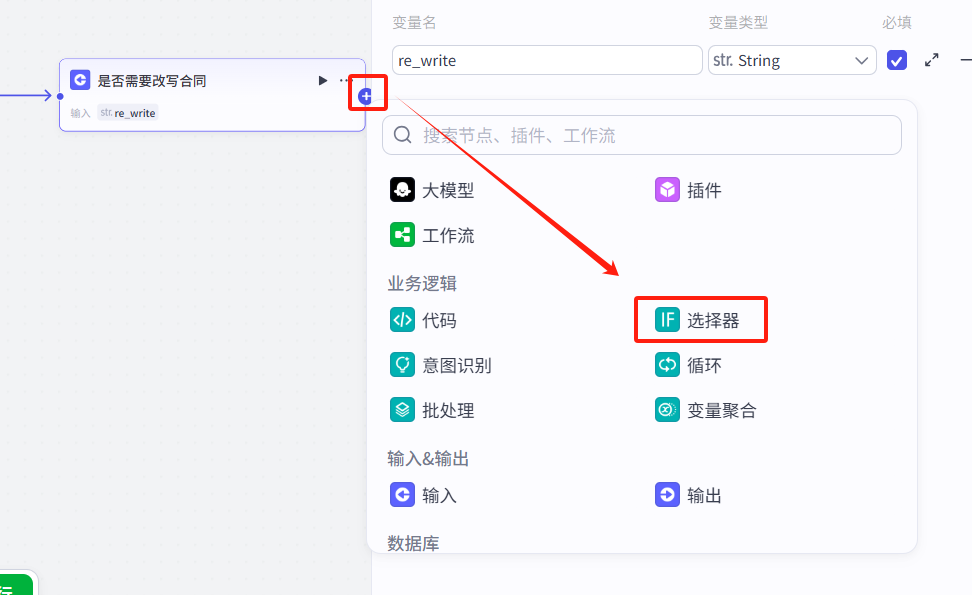 变量名 变量类型 必填
re_write str. String
是否需要改写合同
输入 str. re_write
搜索节点、插件、工作流
大模型 插件
工作流
业务逻辑
代码 IF 选择器
意图识别 循环
批处理 变量聚合
输入&输出
输入 输出
数据库
行